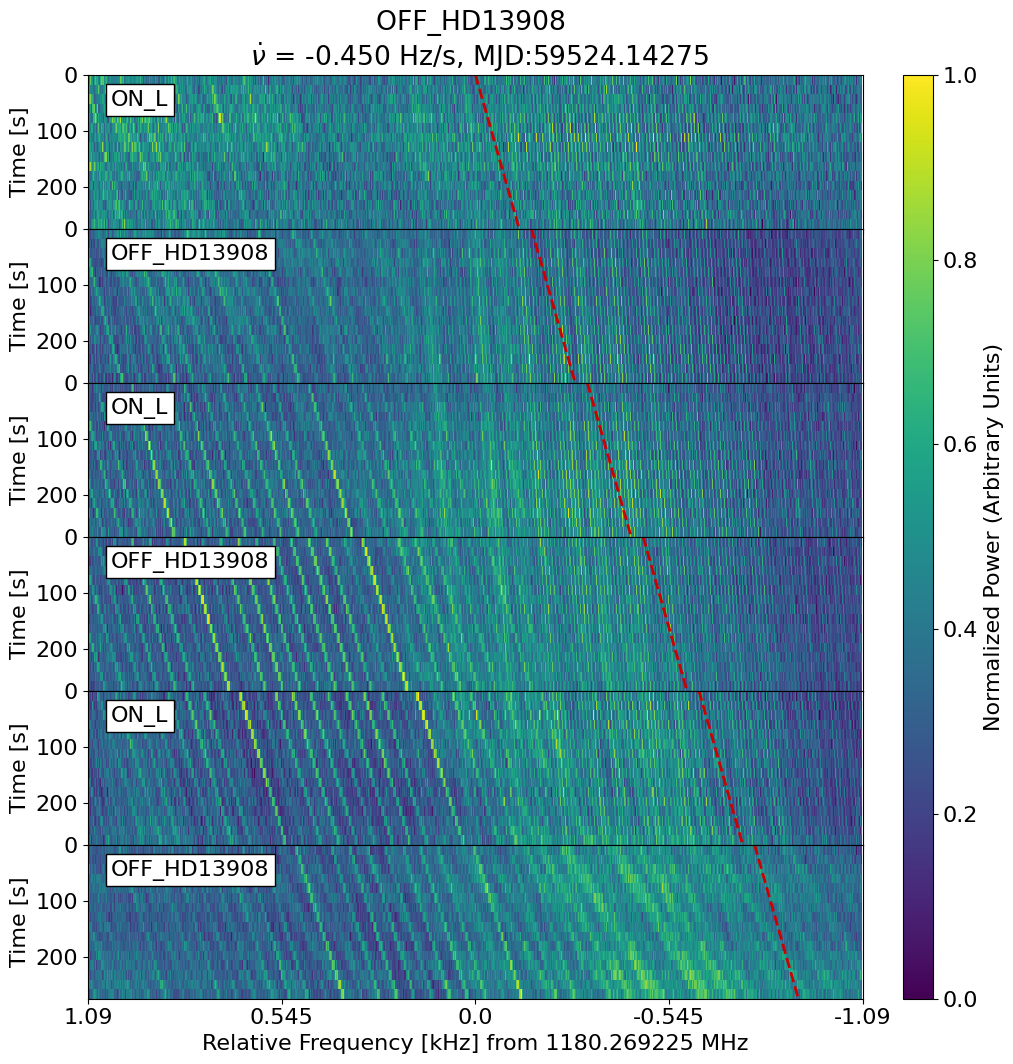 OFF_HD13908
ν̇ = -0.450 Hz/s, MJD:59524.14275
0
ON_L
100
Time [s]
200
0
OFF_HD13908
100
Time [s]
200
0
ON_L
100
Time [s]
200
0
OFF_HD13908
100
Time [s]
200
0
ON_L
100
Time [s]
200
0
OFF_HD13908
100
Time [s]
200
1.09 0.545 0.0 -0.545 -1.09
Relative Frequency [kHz] from 1180.269225 MHz
1.0
0.8
0.6
0.4
0.2
0.0
Normalized Power (Arbitrary Units)